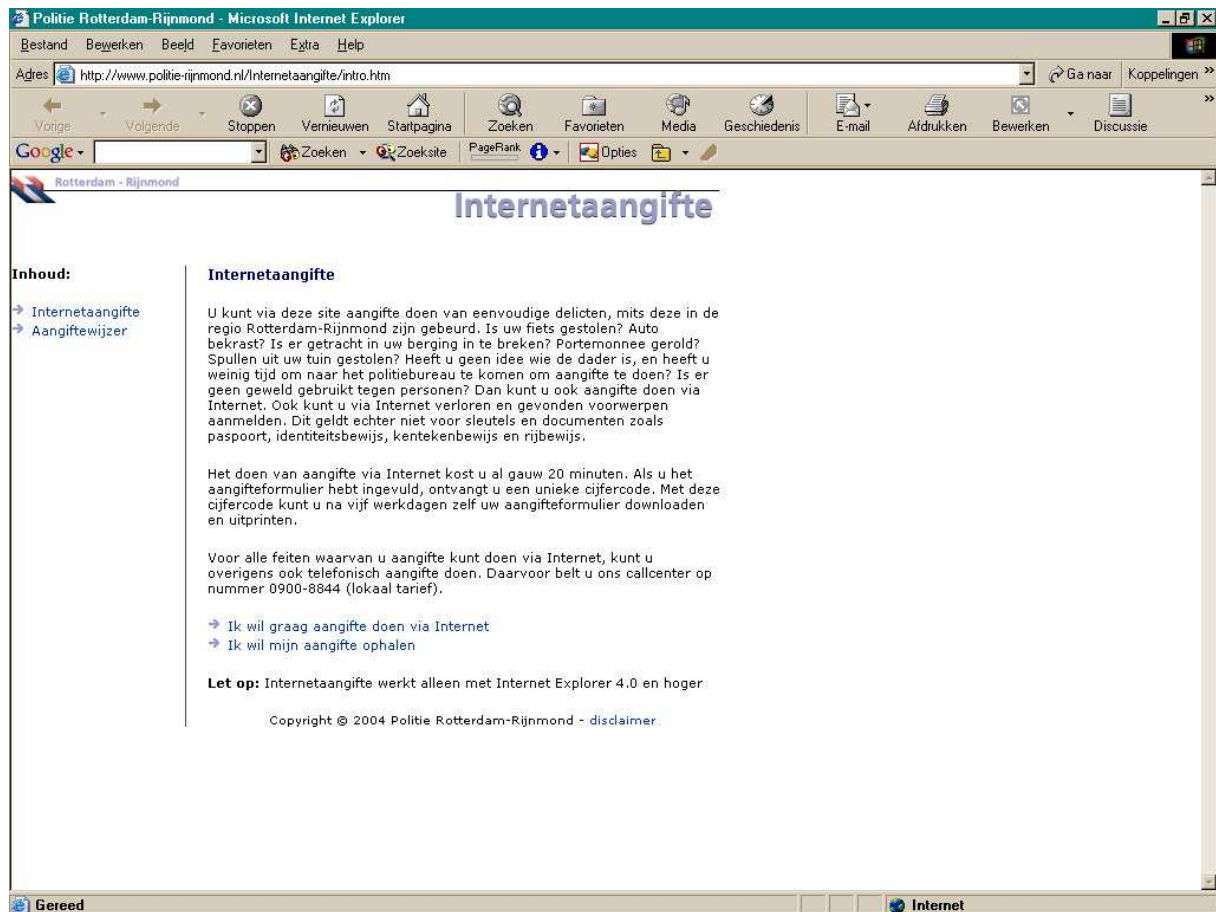 Politie Rotterdam-Rijnmond - Microsoft Internet Explorer
Bestand Bewerken Beeld Favorieten Extra Help
Adres http://www.politie-rijnmond.nl/Internetaangifte/intro.htm Ga naar Koppelingen »
Vorige Volgende Stoppen Vernieuwen Startpagina Zoeken Favorieten Media Geschiedenis E-mail Afdrukken Bewerken Discussie »
Google Zoeken Zoeksite PageRank Opties
Rotterdam - Rijnmond
Internetaangifte
Inhoud:
Internetaangifte
Aangiftewijzer
Internetaangifte
U kunt via deze site aangifte doen van eenvoudige delicten, mits deze in de
regio Rotterdam-Rijnmond zijn gebeurd. Is uw fiets gestolen? Auto
bekrast? Is er getracht in uw berging in te breken? Portemonnee gerold?
Spullen uit uw tuin gestolen? Heeft u geen idee wie de dader is, en heeft u
weinig tijd om naar het politiebureau te komen om aangifte te doen? Is er
geen geweld gebruikt tegen personen? Dan kunt u ook aangifte doen via
Internet. Ook kunt u via Internet verloren en gevonden voorwerpen
aanmelden. Dit geldt echter niet voor sleutels en documenten zoals
paspoort, identiteitsbewijs, kentekenbewijs en rijbewijs.
Het doen van aangifte via Internet kost u al gauw 20 minuten. Als u het
aangifteformulier hebt ingevuld, ontvangt u een unieke cijfercode. Met deze
cijfercode kunt u na vijf werkdagen zelf uw aangifteformulier downloaden
en uitprinten.
Voor alle feiten waarvan u aangifte kunt doen via Internet, kunt u
overigens ook telefonisch aangifte doen. Daarvoor belt u ons callcenter op
nummer 0900-8844 (lokaal tarief).
Ik wil graag aangifte doen via Internet
Ik wil mijn aangifte ophalen
Let op: Internetaangifte werkt alleen met Internet Explorer 4.0 en hoger
Copyright © 2004 Politie Rotterdam-Rijnmond - disclaimer
Gereed Internet